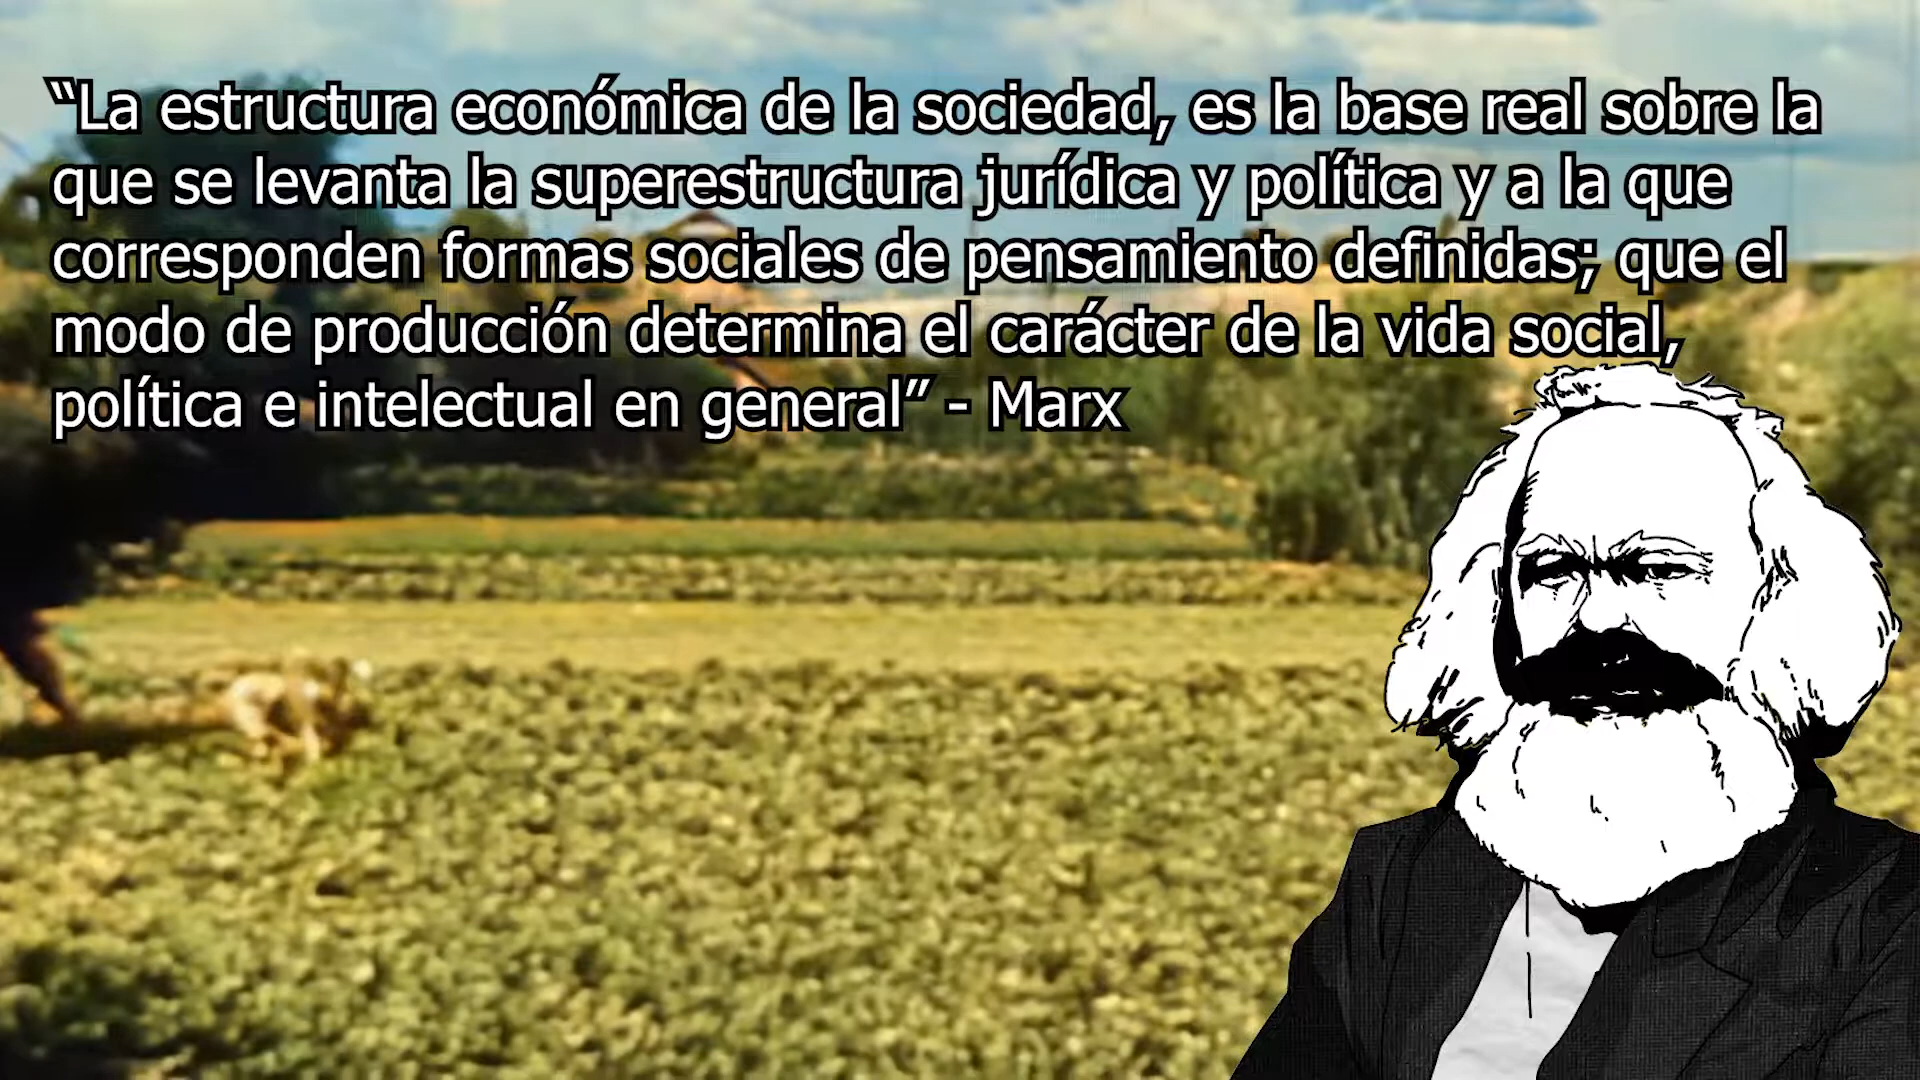 “La estructura económica de la sociedad, es la base real sobre la
que se levanta la superestructura jurídica y política y a la que
corresponden formas sociales de pensamiento definidas; que el
modo de producción determina el carácter de la vida social,
política e intelectual en general” - Marx